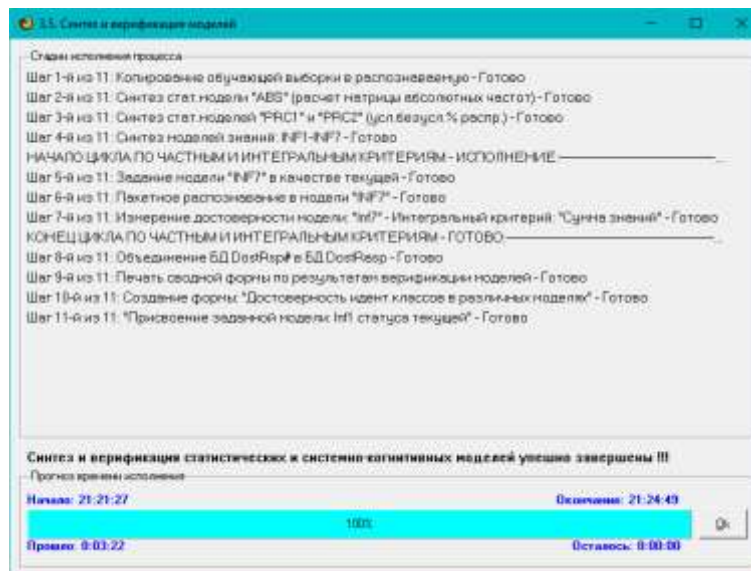 3.5. Синтез и верификация моделей
Стадии исполнения процесса
Шаг 1-й из 11: Копирование обучающей выборки в распознаваемую - Готово
Шаг 2-й из 11: Синтез стат.модели "ABS" (расчет матрицы абсолютных частот) - Готово
Шаг 3-й из 11: Синтез стат.моделей "PRC1" и "PRC2" (усл.безусл.% распр.) - Готово
Шаг 4-й из 11: Синтез моделей знаний: INF1-INF7 - Готово
НАЧАЛО ЦИКЛА ПО ЧАСТНЫМ И ИНТЕГРАЛЬНЫМ КРИТЕРИЯМ - ИСПОЛНЕНИЕ:
Шаг 5-й из 11: Задание модели "INF7" в качестве текущей - Готово
Шаг 6-й из 11: Пакетное распознавание в модели "INF7" - Готово
Шаг 7-й из 11: Измерение достоверности модели: "Inf7" - Интегральный критерий: "Сумма знаний" - Готово
КОНЕЦ ЦИКЛА ПО ЧАСТНЫМ И ИНТЕГРАЛЬНЫМ КРИТЕРИЯМ - ГОТОВО:
Шаг 8-й из 11: Объединение БД DostRsp# в БД DostRasp - Готово
Шаг 9-й из 11: Печать сводной формы по результатам верификации моделей - Готово
Шаг 10-й из 11: Создание формы: "Достоверность идент.классов в различных моделях" - Готово
Шаг 11-й из 11: "Присвоение заданной модели: Inf1 статуса текущей" - Готово
Синтез и верификация статистических и системно-когнитивных моделей успешно завершены !!!
Прогноз времени исполнения
Начало: 21:21:27 Окончание: 21:24:49
100%
Ok
Прошло: 0:03:22 Осталось: 0:00:00